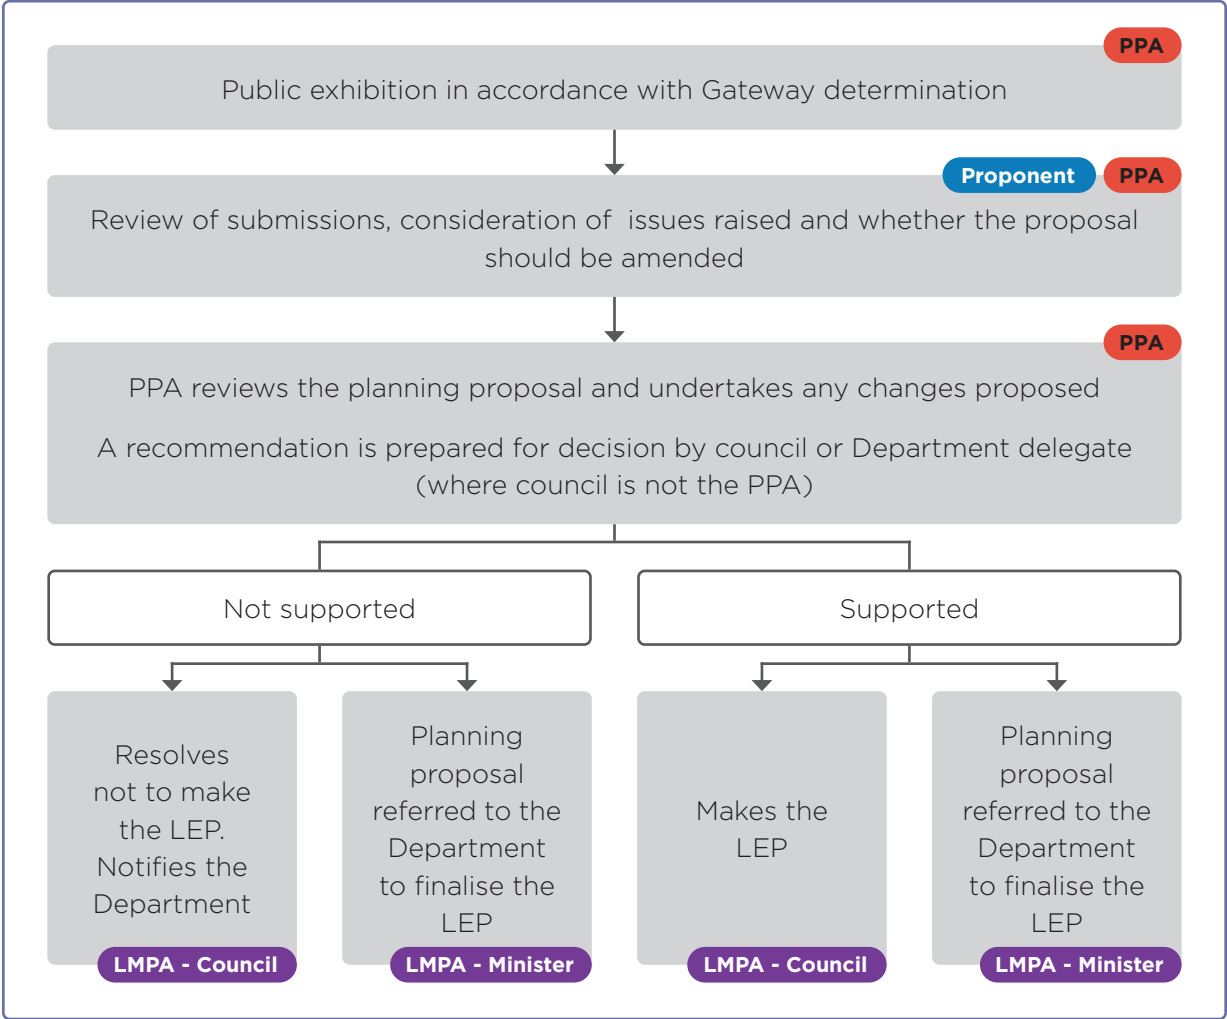 PPA
Public exhibition in accordance with Gateway determination
Proponent PPA
Review of submissions, consideration of issues raised and whether the proposal
should be amended
PPA
PPA reviews the planning proposal and undertakes any changes proposed
A recommendation is prepared for decision by council or Department delegate
(where council is not the PPA)
Not supported
Supported
Resolves
not to make
the LEP.
Notifies the
Department
LMPA - Council
Planning
proposal
referred to the
Department
to finalise the
LEP
LMPA - Minister
Makes the
LEP
LMPA - Council
Planning
proposal
referred to the
Department
to finalise the
LEP
LMPA - Minister